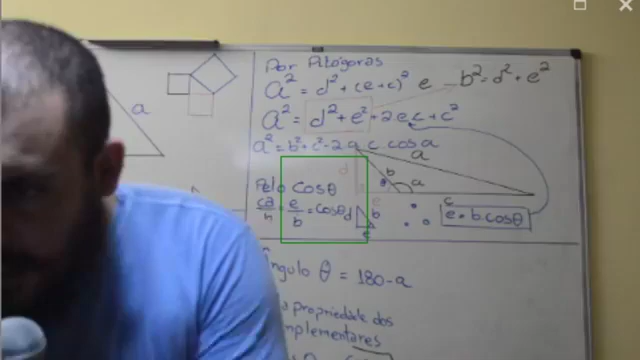 a
Por Pitágoras
a² = d² + (e + c)² e b² = d² + e²
a² = d² + e² + 2ec + c²
a² = b² + c² - 2 a c cos a
a
d
b
θ
a
e
c
Pelo cosθ
ca/h = e/b = cosθ
d
b
e
e = b.cosθ
Ângulo θ = 180 - a
a propriedade dos